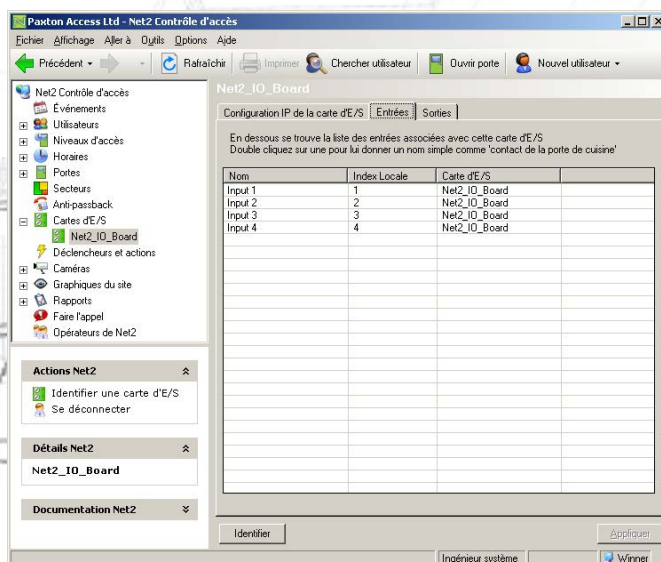 Paxton Access Ltd - Net2 Contrôle d'accès
Fichier Affichage Aller à Outils Options Aide
Précédent Rafraîchir Imprimer Chercher utilisateur Ouvrir porte Nouvel utilisateur
Net2 Contrôle d'accès
Événements
Utilisateurs
Niveaux d'accès
Horaires
Portes
Secteurs
Anti-passback
Cartes d'E/S
Net2_IO_Board
Déclencheurs et actions
Caméras
Graphiques du site
Rapports
Faire l'appel
Opérateurs de Net2
Actions Net2
Identifier une carte d'E/S
Se déconnecter
Détails Net2
Net2_IO_Board
Documentation Net2
Net2_IO_Board
Configuration IP de la carte d'E/S Entrées Sorties
En dessous se trouve la liste des entrées associées avec cette carte d'E/S
Double cliquez sur une pour lui donner un nom simple comme 'contact de la porte de cuisine'
Nom Index Locale Carte d'E/S
Input 1 1 Net2_IO_Board
Input 2 2 Net2_IO_Board
Input 3 3 Net2_IO_Board
Input 4 4 Net2_IO_Board
Identifier Appliquer
Ingénieur système Winner